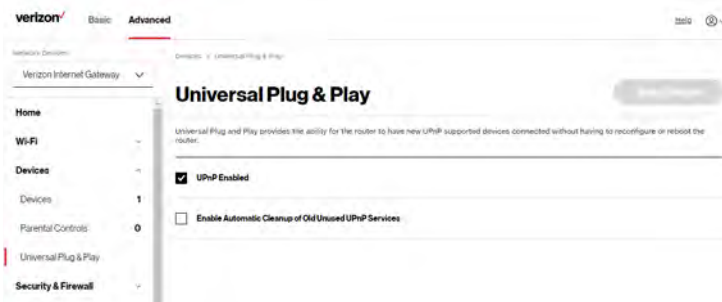 verizon
Basic
Advanced
Help
Network Devices
Devices > Universal Plug & Play
Verizon Internet Gateway
Universal Plug & Play
Home
Universal Plug and Play provides the ability for the router to have new UPnP supported devices connected without having to reconfigure or reboot the
router.
Wi-Fi
Devices
UPnP Enabled
Devices 1
Enable Automatic Cleanup of Old Unused UPnP Services
Parental Controls 0
Universal Plug & Play
Security & Firewall